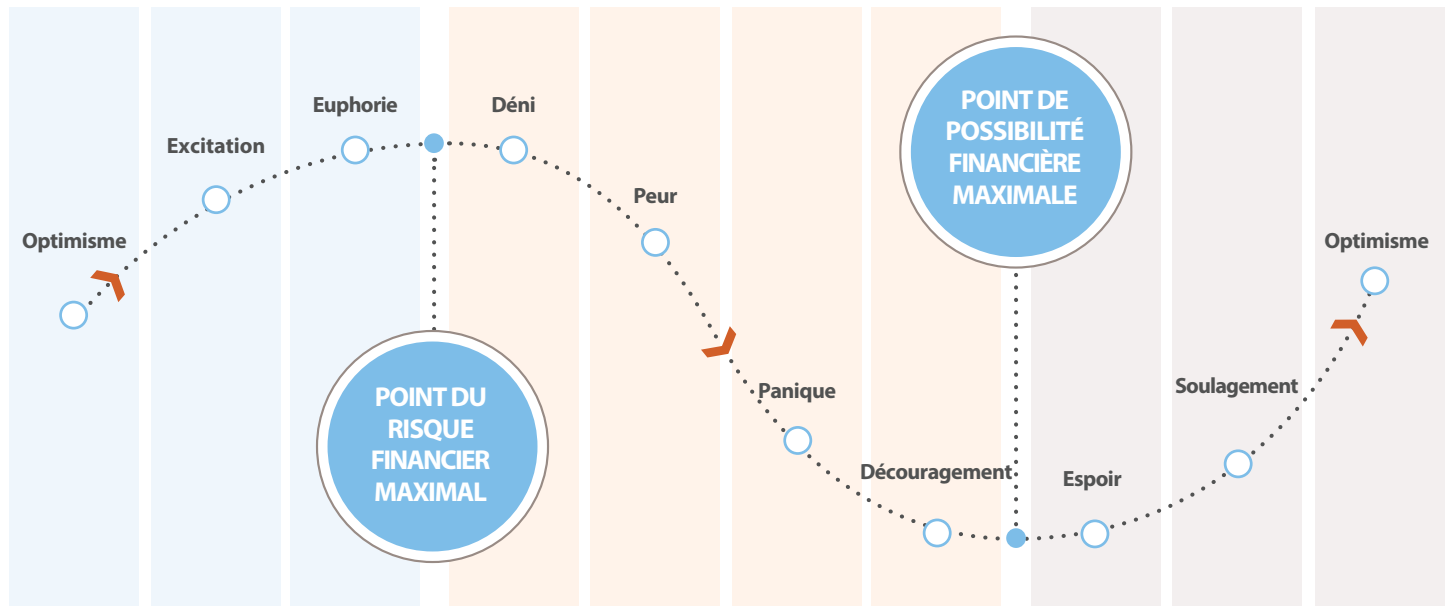 Optimisme
Excitation
Euphorie
POINT DU
RISQUE
FINANCIER
MAXIMAL
Déni
Peur
Panique
Découragement
POINT DE
POSSIBILITÉ
FINANCIÈRE
MAXIMALE
Espoir
Soulagement
Optimisme